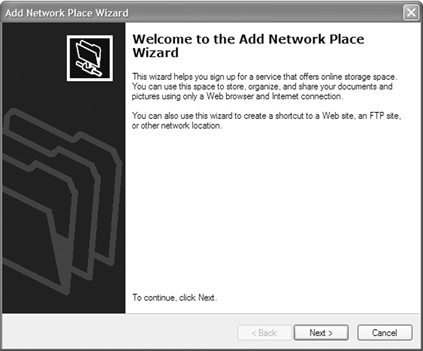 Add Network Place Wizard
Welcome to the Add Network Place
Wizard
This wizard helps you sign up for a service that offers online storage space.
You can use this space to store, organize, and share your documents and
pictures using only a Web browser and Internet connection.
You can also use this wizard to create a shortcut to a Web site, an FTP site,
or other network location.
To continue, click Next.
< Back
Next >
Cancel